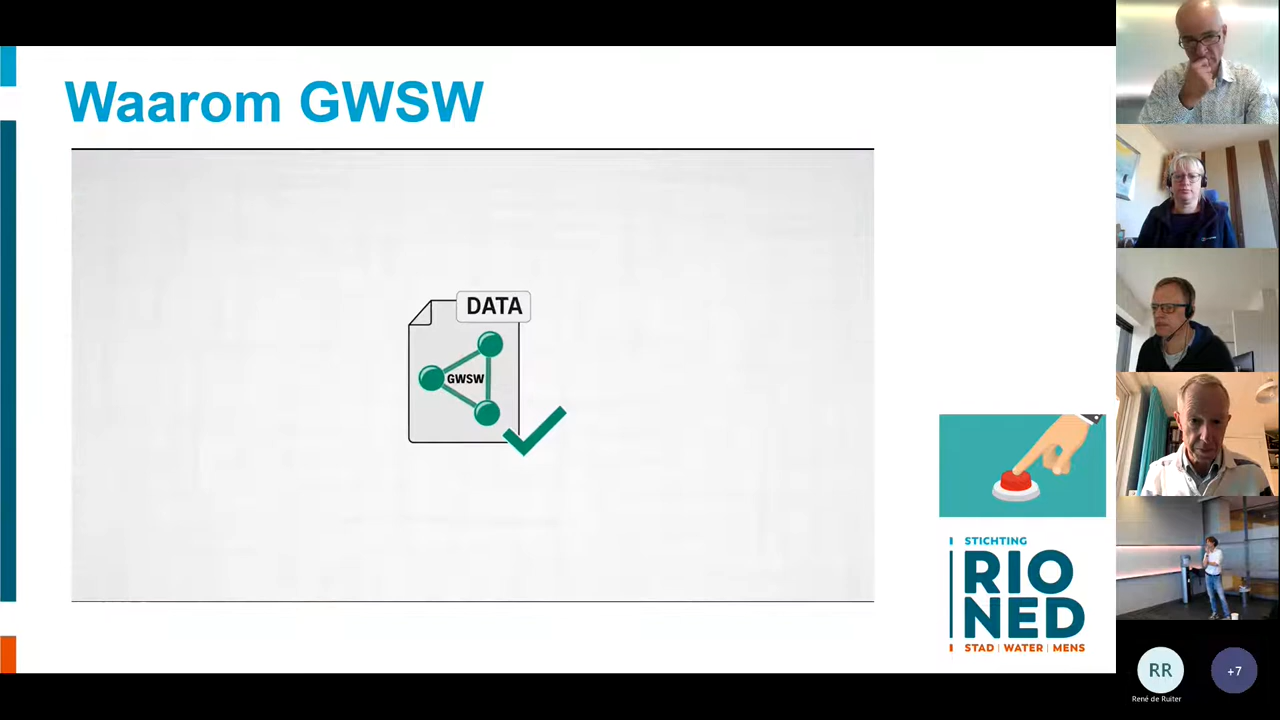 Waarom GWSW
DATA
GWSW
STICHTING
RIO
NED
STAD | WATER | MENS
RR
+7
René de Ruiter